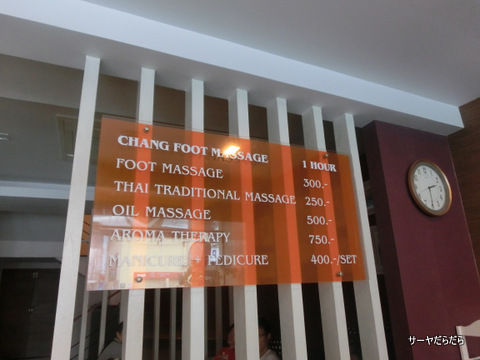 CHANG FOOT MASSAGE 1 HOUR
FOOT MASSAGE 300.-
THAI TRADITIONAL MASSAGE 250.-
OIL MASSAGE 500.-
AROMA THERAPY 750.-
MANICURE + PEDICURE 400.-/SET
サーヤだらだら